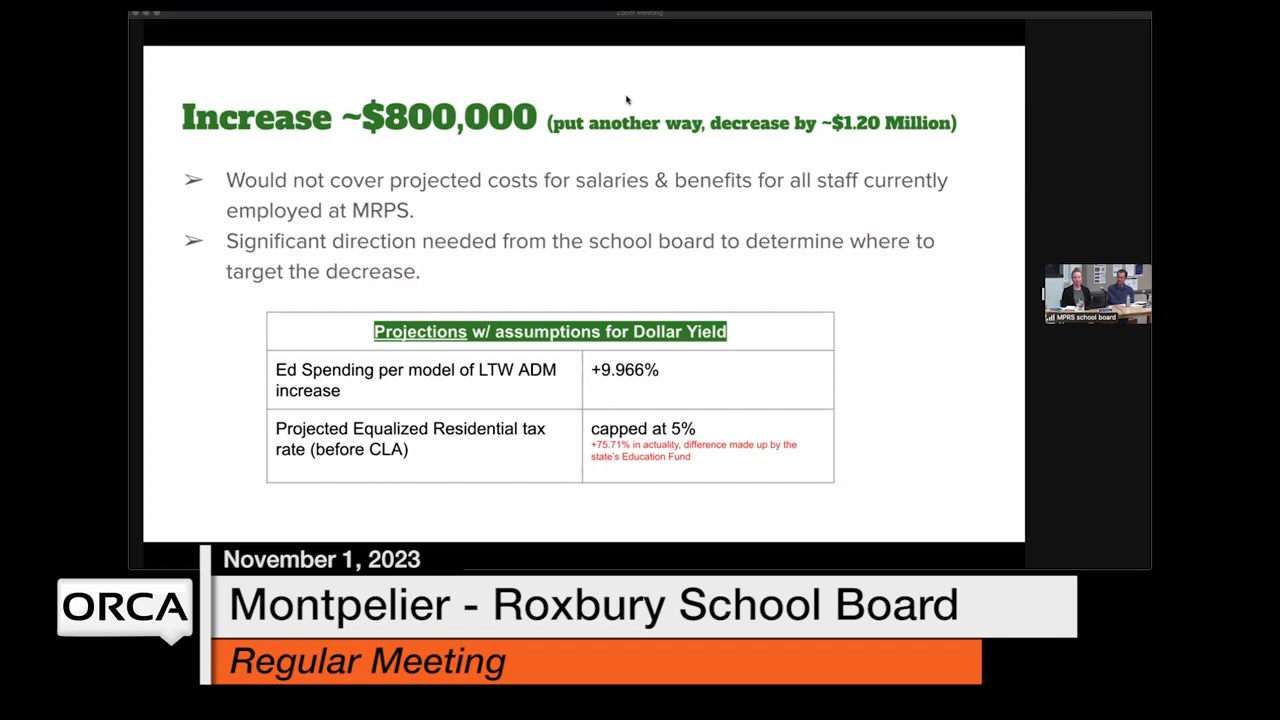 Zoom Meeting
Increase ~$800,000 (put another way, decrease by ~$1.20 Million)
➢ Would not cover projected costs for salaries & benefits for all staff currently
employed at MRPS.
➢ Significant direction needed from the school board to determine where to
target the decrease.
Projections w/ assumptions for Dollar Yield
Ed Spending per model of LTW ADM
increase
+9.966%
Projected Equalized Residential tax
rate (before CLA)
capped at 5%
+75.71% in actuality, difference made up by the
state's Education Fund
MPRS school board
November 1, 2023
ORCA
Montpelier - Roxbury School Board
Regular Meeting